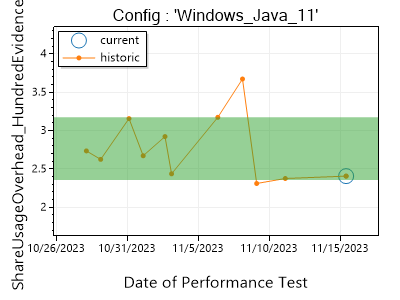 Config : 'Windows_Java_11'
current
historic
ShareUsageOverhead_HundredEvidence
4
3.5
3
2.5
2
10/26/2023
10/31/2023
11/5/2023
11/10/2023
11/15/2023
Date of Performance Test